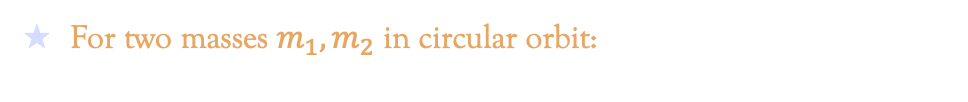 ★ For two masses m₁, m₂ in circular orbit: